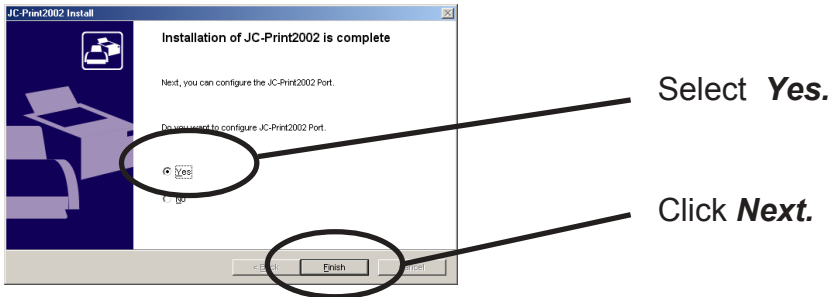 JC-Print2002 Install
Installation of JC-Print2002 is complete
Next, you can configure the JC-Print2002 Port.
Do you want to configure JC-Print2002 Port.
Yes
No
< Back Finish Cancel
Select Yes.
Click Next.